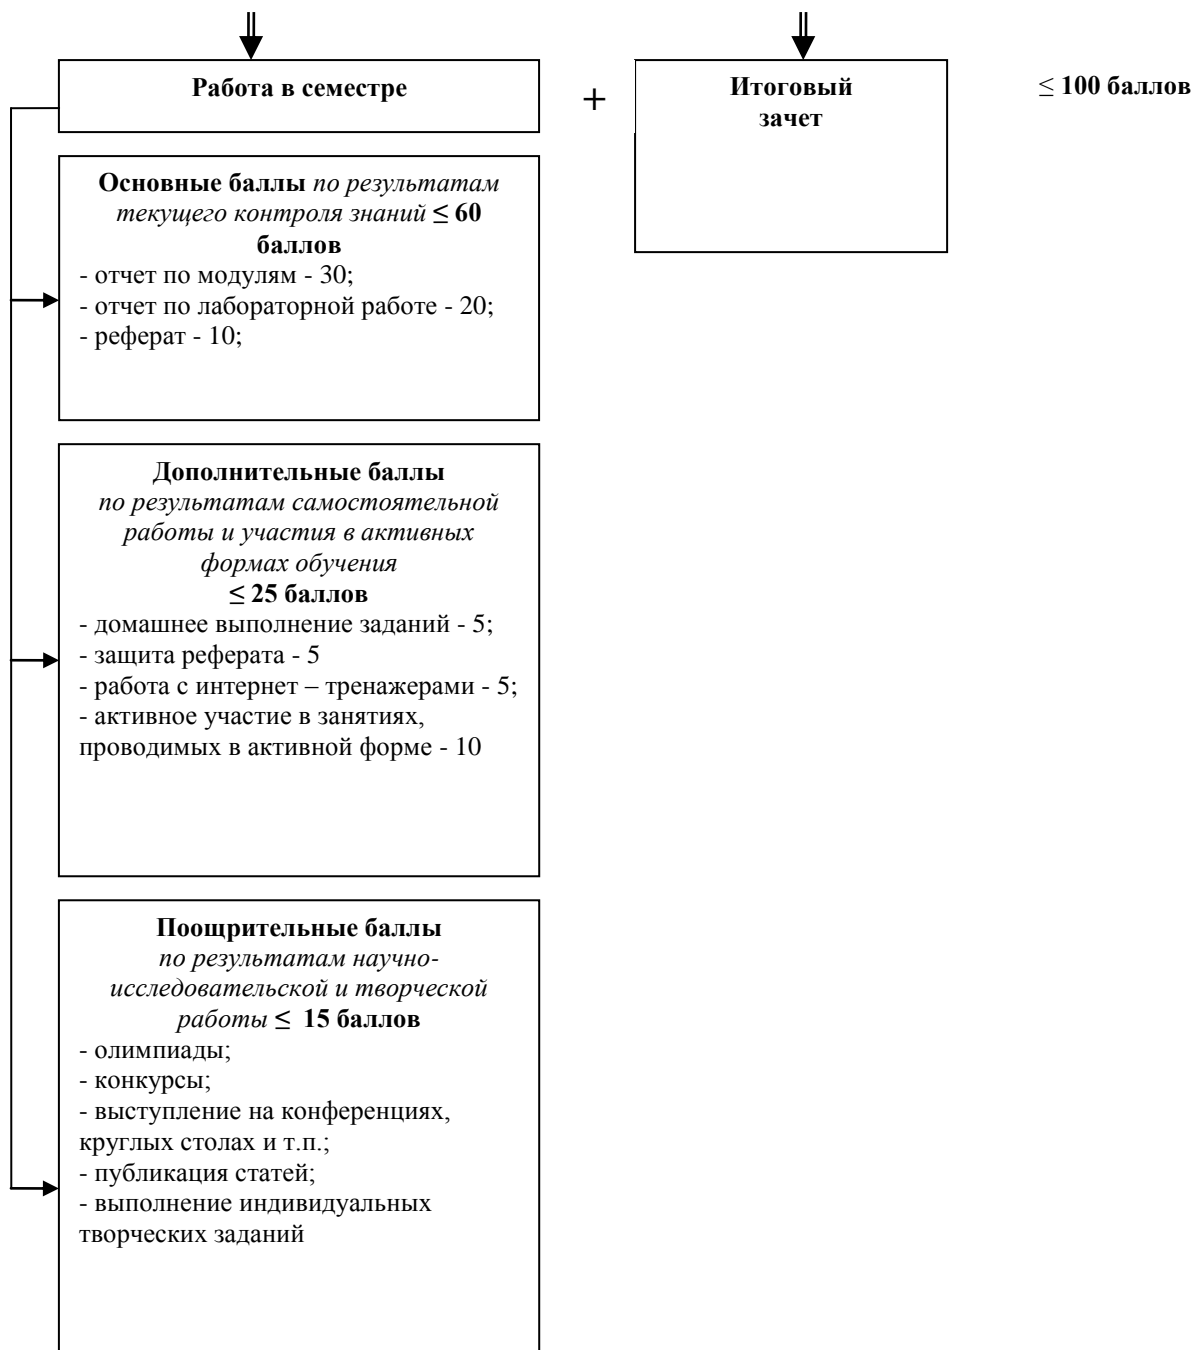 Работа в семестре
+
Итоговый
зачет
≤ 100 баллов
Основные баллы по результатам
текущего контроля знаний ≤ 60
баллов
- отчет по модулям - 30;
- отчет по лабораторной работе - 20;
- реферат - 10;
Дополнительные баллы
по результатам самостоятельной
работы и участия в активных
формах обучения
≤ 25 баллов
- домашнее выполнение заданий - 5;
- защита реферата - 5
- работа с интернет – тренажерами - 5;
- активное участие в занятиях,
проводимых в активной форме - 10
Поощрительные баллы
по результатам научно-
исследовательской и творческой
работы ≤ 15 баллов
- олимпиады;
- конкурсы;
- выступление на конференциях,
круглых столах и т.п.;
- публикация статей;
- выполнение индивидуальных
творческих заданий